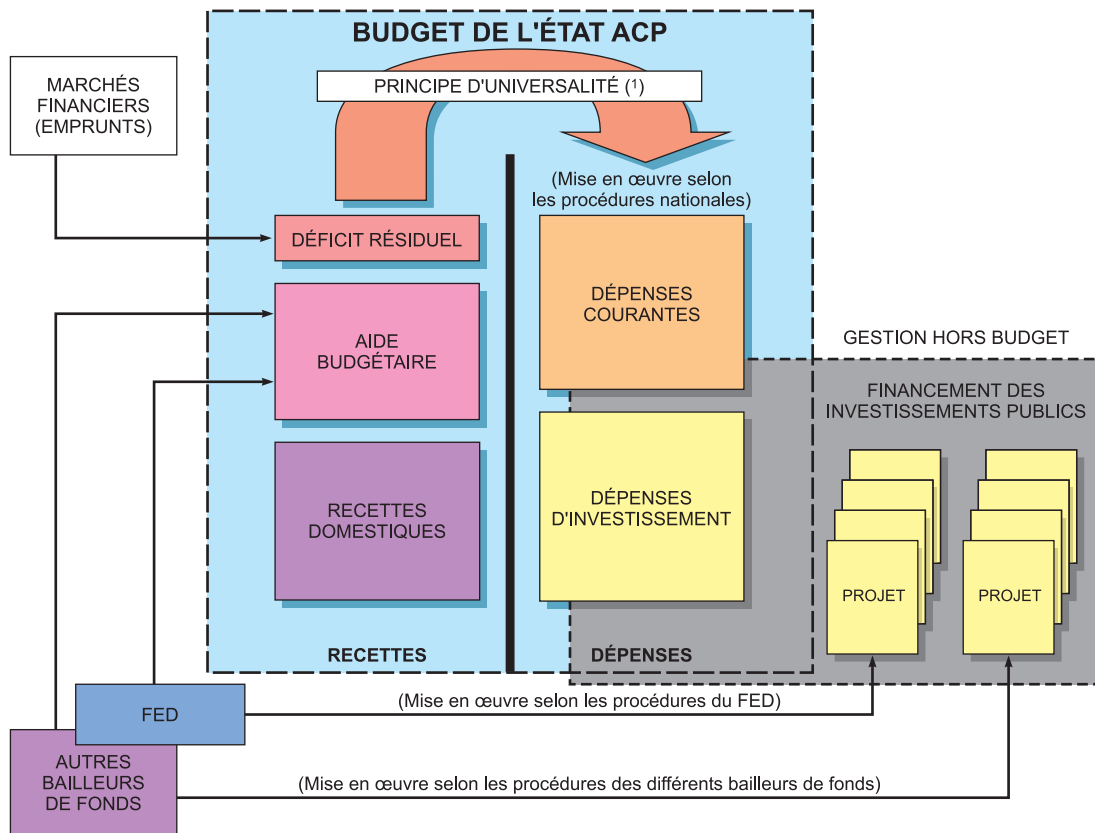 BUDGET DE L'ÉTAT ACP
PRINCIPE D'UNIVERSALITÉ (¹)
MARCHÉS
FINANCIERS
(EMPRUNTS)
(Mise en œuvre selon
les procédures nationales)
DÉFICIT RÉSIDUEL
DÉPENSES
COURANTES
AIDE
BUDGÉTAIRE
GESTION HORS BUDGET
FINANCEMENT DES
INVESTISSEMENTS PUBLICS
RECETTES
DOMESTIQUES
DÉPENSES
D'INVESTISSEMENT
PROJET
PROJET
RECETTES
DÉPENSES
FED
(Mise en œuvre selon les procédures du FED)
AUTRES
BAILLEURS
DE FONDS
(Mise en œuvre selon les procédures des différents bailleurs de fonds)